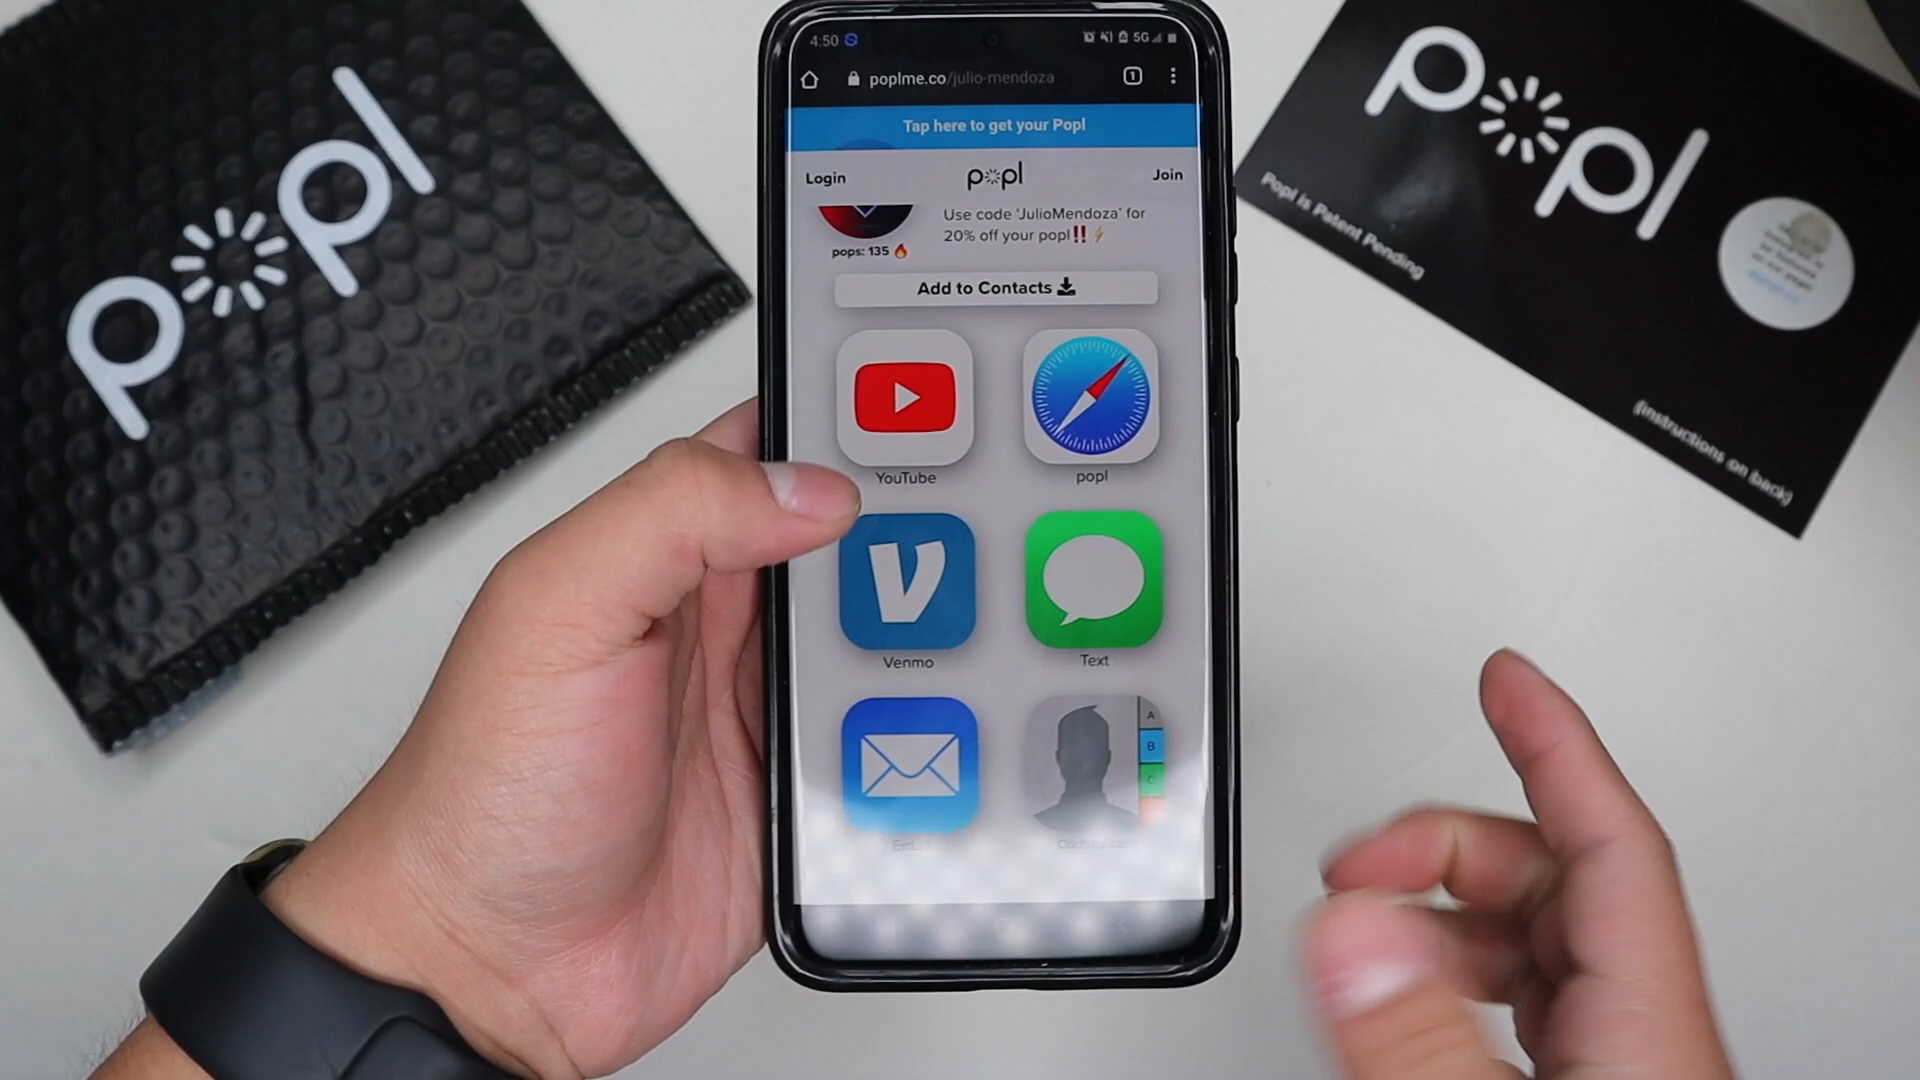 popl
popl
Popl is Patent Pending
(instructions on back)
4:50
5G
poplme.co/julio-mendoza
1
Tap here to get your Popl
Login
popl
Join
Use code 'JulioMendoza' for
20% off your popl‼️⚡
pops: 135 🔥
Add to Contacts
YouTube
popl
V
Venmo
Text
A
B
C